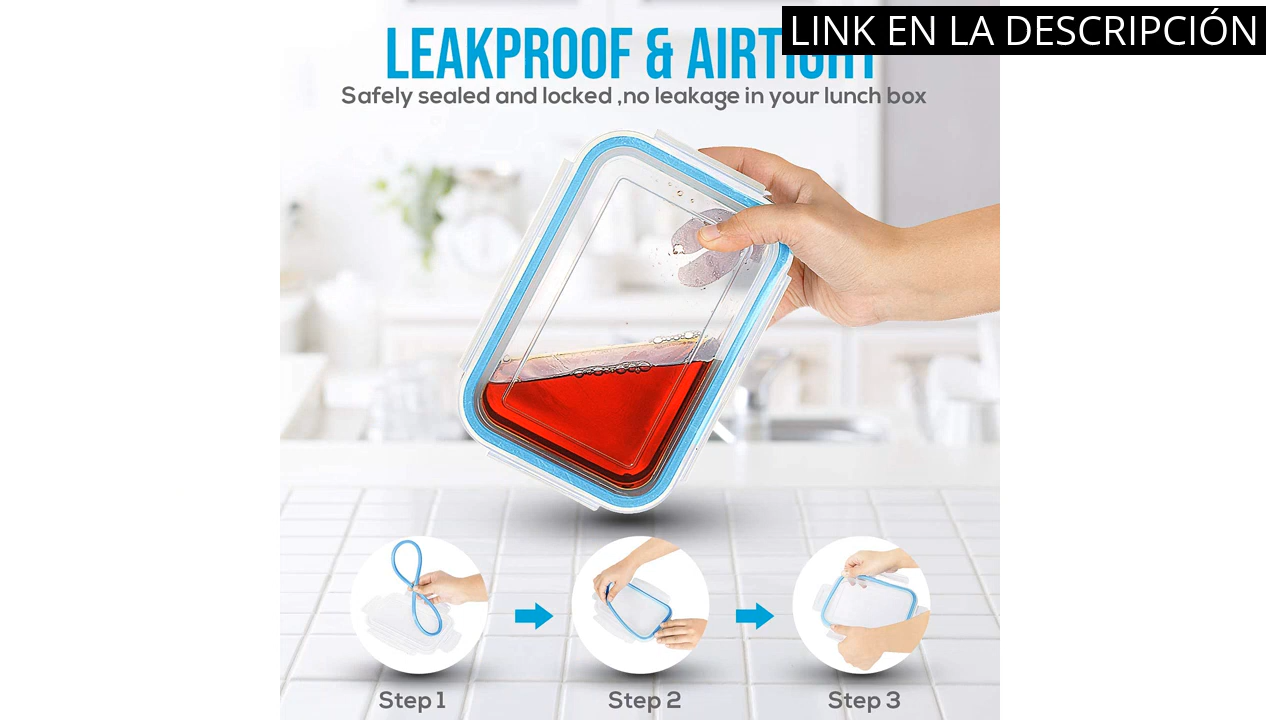 LINK EN LA DESCRIPCIÓN
LEAKPROOF & AIRTIGHT
Safely sealed and locked ,no leakage in your lunch box
Step 1
Step 2
Step 3